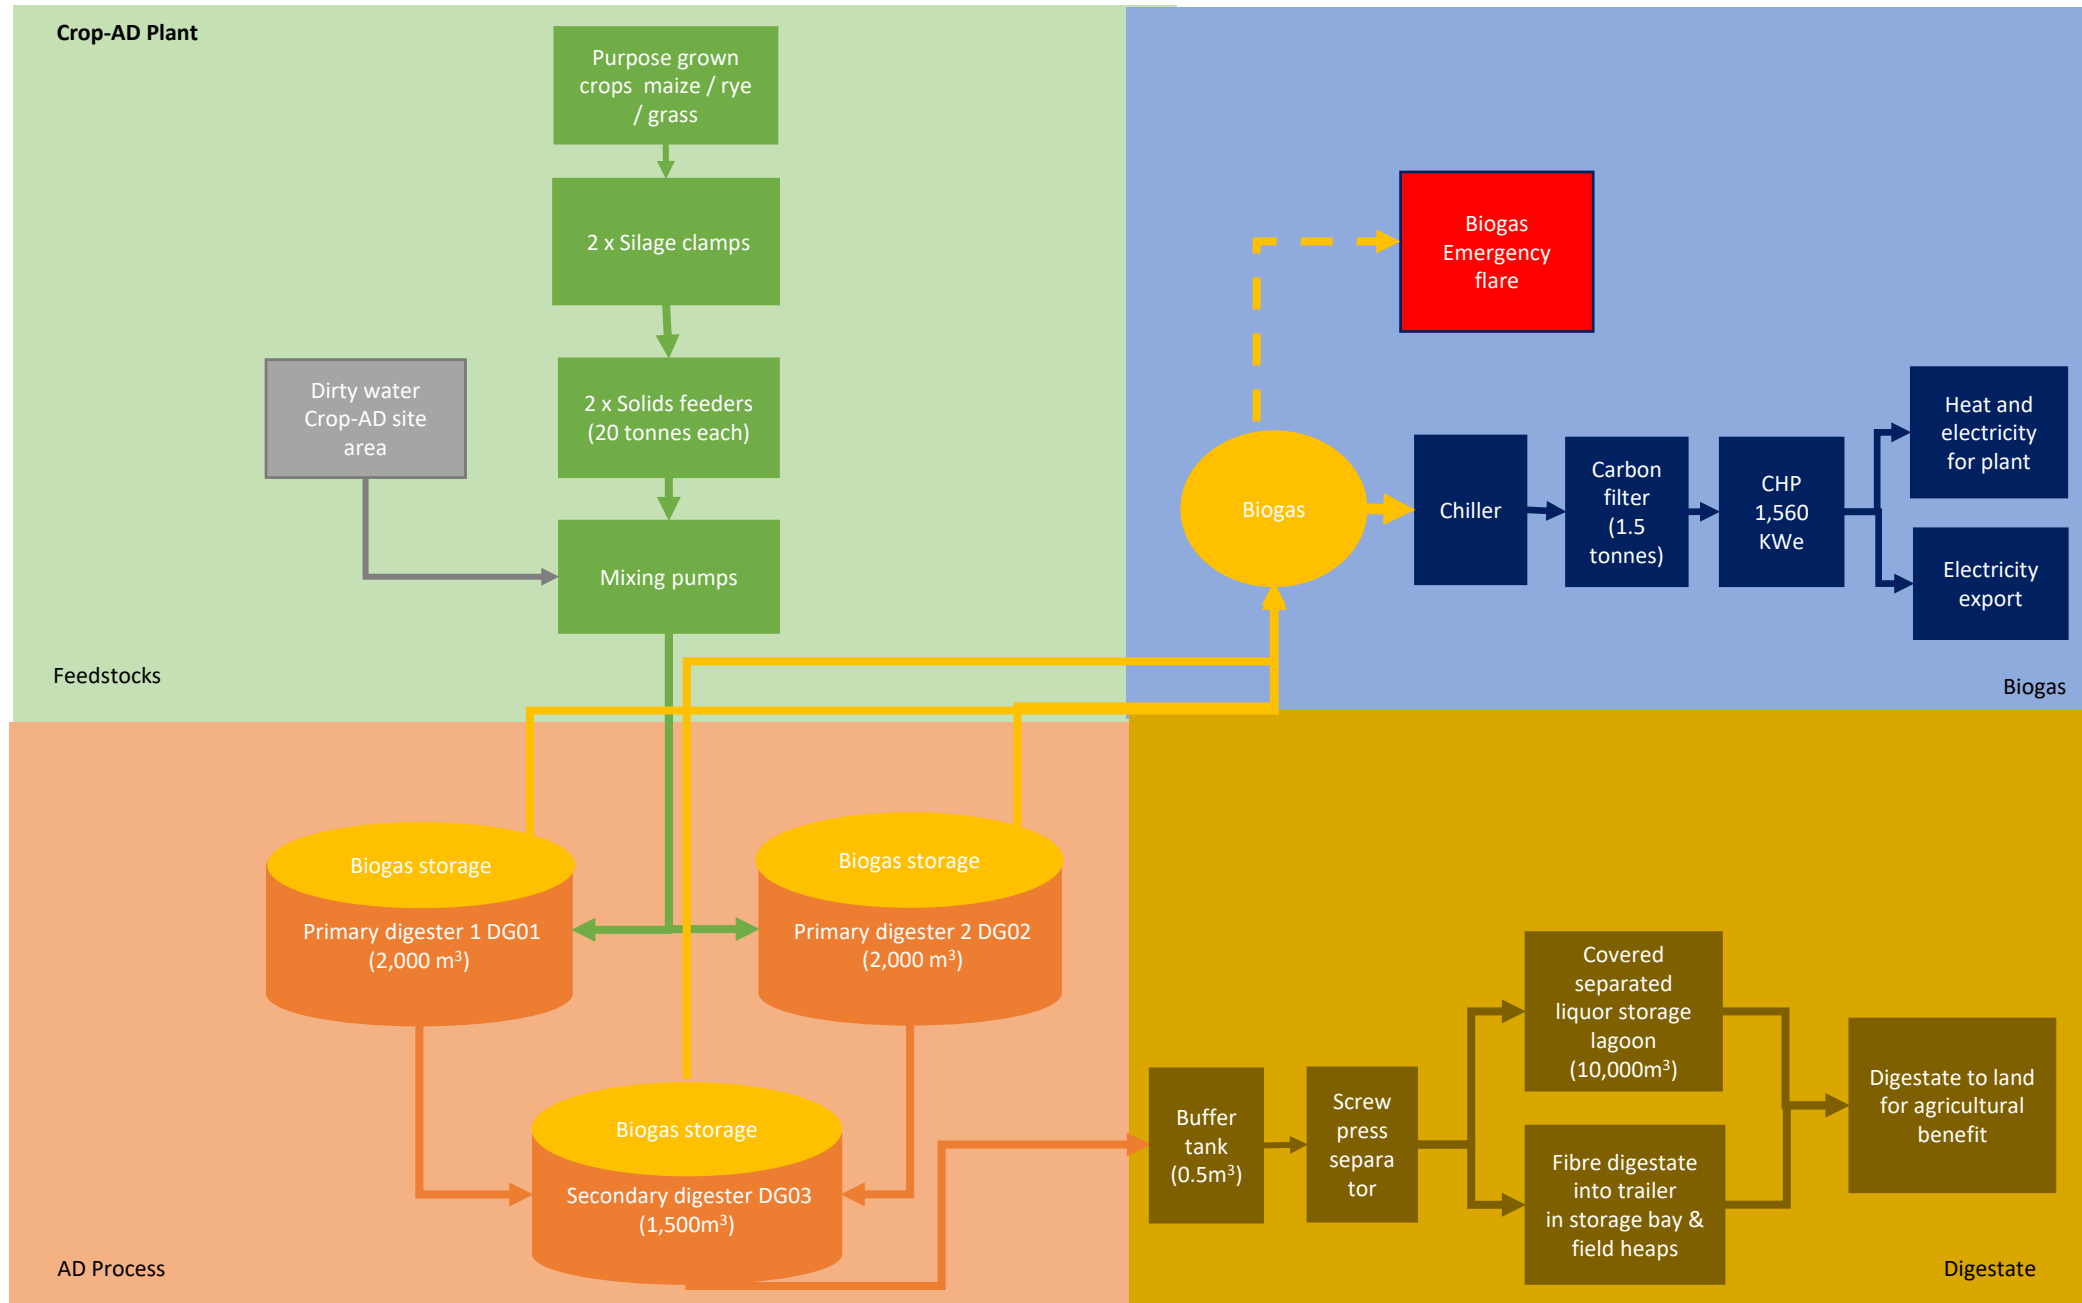 Crop-AD Plant
Purpose grown
crops  maize / rye
/ grass
2 x Silage clamps
Dirty water
Crop-AD site
area
2 x Solids feeders
(20 tonnes each)
Mixing pumps
Feedstocks
Biogas
Emergency
flare
Biogas
Chiller
Carbon
filter
(1.5
tonnes)
CHP
1,560
KWe
Heat and
electricity
for plant
Electricity
export
Biogas
Biogas storage
Primary digester 1 DG01
(2,000 m³)
Biogas storage
Primary digester 2 DG02
(2,000 m³)
Biogas storage
Secondary digester DG03
(1,500m³)
AD Process
Buffer
tank
(0.5m³)
Screw
press
separa
tor
Covered
separated
liquor storage
lagoon
(10,000m³)
Fibre digestate
into trailer
in storage bay &
field heaps
Digestate to land
for agricultural
benefit
Digestate